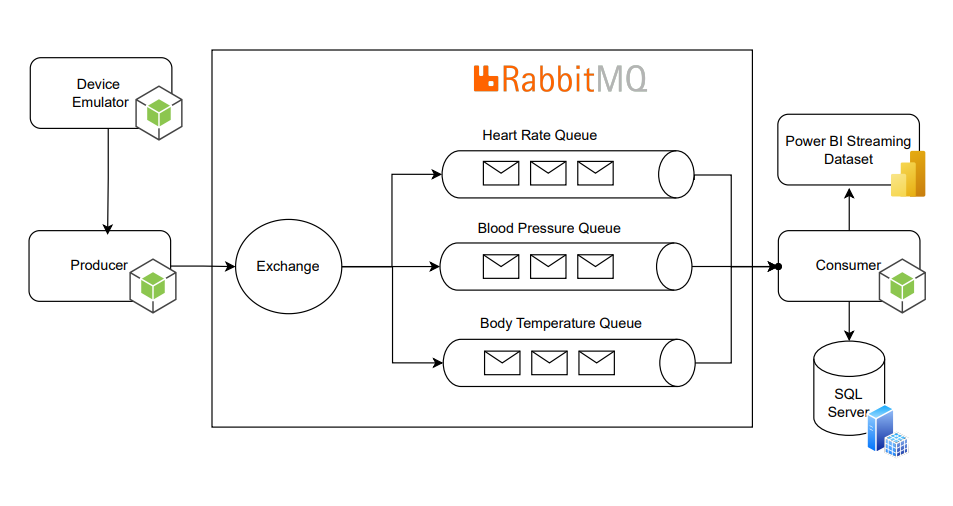 RabbitMQ
Device
Emulator
Heart Rate Queue
Power BI Streaming
Dataset
Blood Pressure Queue
Producer
Exchange
Consumer
Body Temperature Queue
SQL
Server